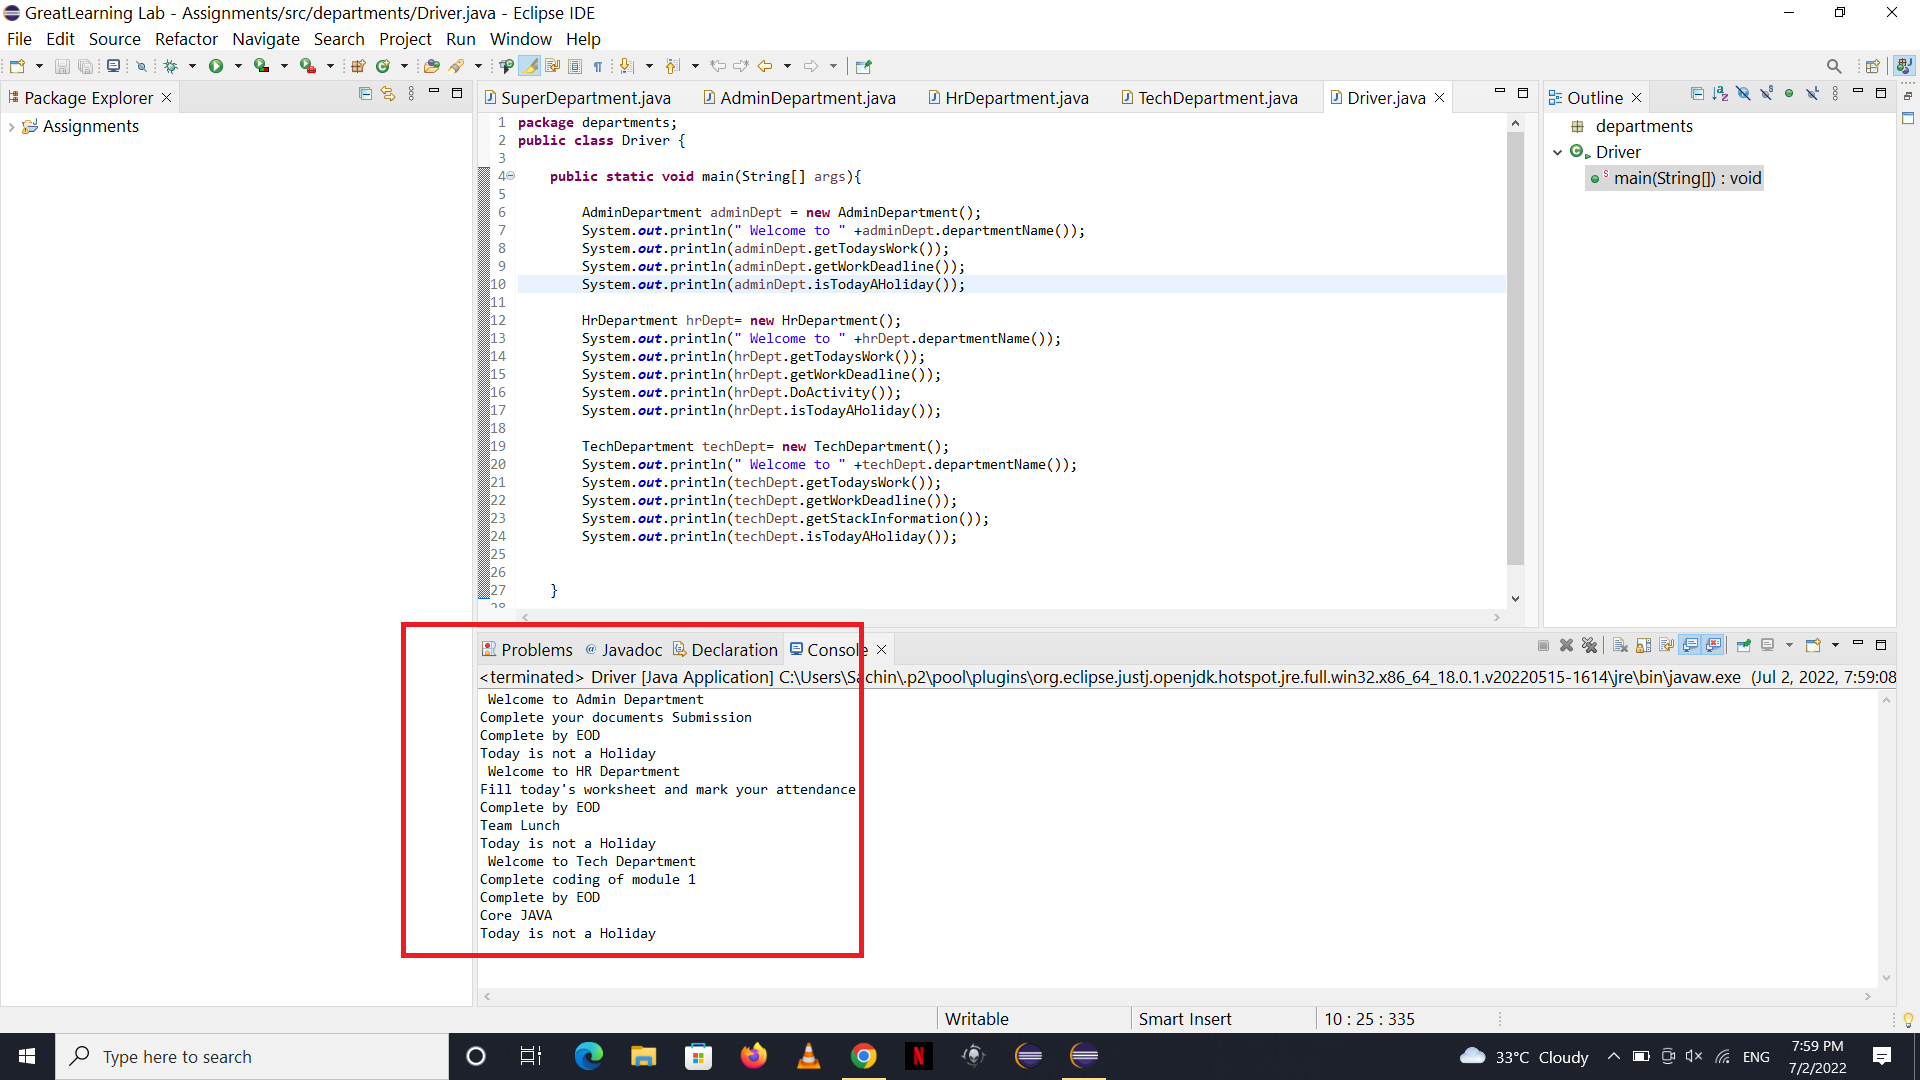 GreatLearning Lab - Assignments/src/departments/Driver.java - Eclipse IDE
File Edit Source Refactor Navigate Search Project Run Window Help
Package Explorer
Assignments
SuperDepartment.java AdminDepartment.java HrDepartment.java TechDepartment.java Driver.java
1 package departments;
2 public class Driver {
3
4 public static void main(String[] args){
5
6 AdminDepartment adminDept = new AdminDepartment();
7 System.out.println(" Welcome to " +adminDept.departmentName());
8 System.out.println(adminDept.getTodaysWork());
9 System.out.println(adminDept.getWorkDeadline());
10 System.out.println(adminDept.isTodayAHoliday());
11
12 HrDepartment hrDept= new HrDepartment();
13 System.out.println(" Welcome to " +hrDept.departmentName());
14 System.out.println(hrDept.getTodaysWork());
15 System.out.println(hrDept.getWorkDeadline());
16 System.out.println(hrDept.DoActivity());
17 System.out.println(hrDept.isTodayAHoliday());
18
19 TechDepartment techDept= new TechDepartment();
20 System.out.println(" Welcome to " +techDept.departmentName());
21 System.out.println(techDept.getTodaysWork());
22 System.out.println(techDept.getWorkDeadline());
23 System.out.println(techDept.getStackInformation());
24 System.out.println(techDept.isTodayAHoliday());
25
26
27 }
28
Outline
departments
Driver
main(String[]) : void
Problems Javadoc Declaration Console
<terminated> Driver [Java Application] C:\Users\Sachin\.p2\pool\plugins\org.eclipse.justj.openjdk.hotspot.jre.full.win32.x86_64_18.0.1.v20220515-1614\jre\bin\javaw.exe (Jul 2, 2022, 7:59:08
Welcome to Admin Department
Complete your documents Submission
Complete by EOD
Today is not a Holiday
Welcome to HR Department
Fill today's worksheet and mark your attendance
Complete by EOD
Team Lunch
Today is not a Holiday
Welcome to Tech Department
Complete coding of module 1
Complete by EOD
Core JAVA
Today is not a Holiday
Writable Smart Insert 10 : 25 : 335
Type here to search
33°C Cloudy
ENG
7:59 PM
7/2/2022